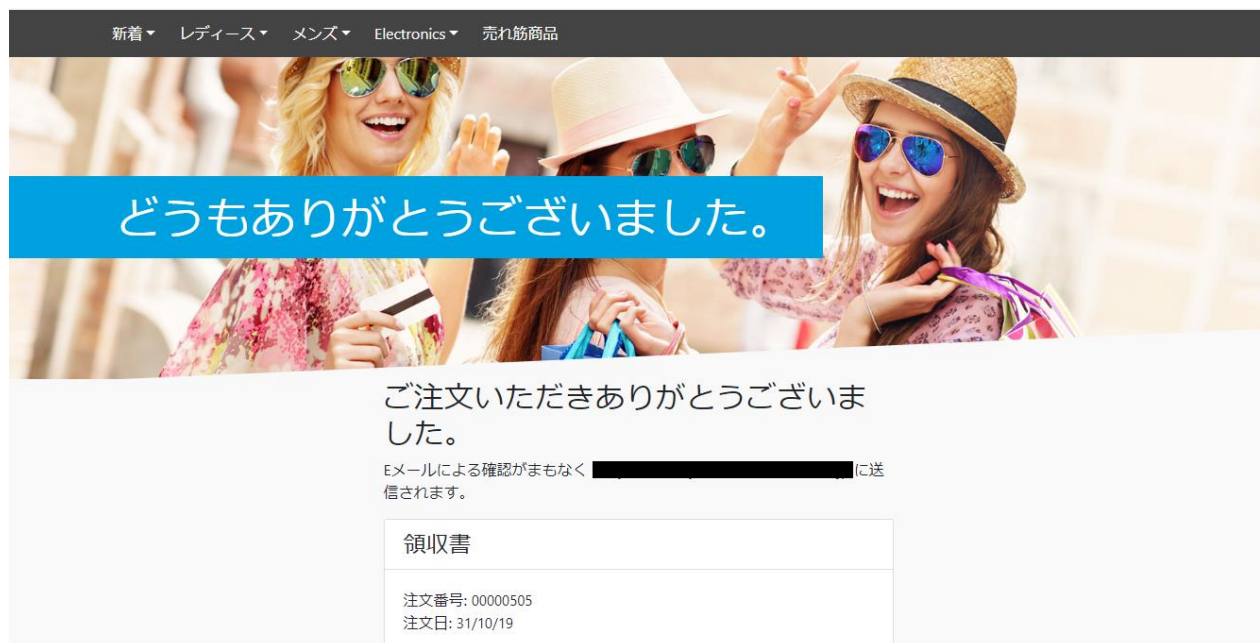 新着 レディース メンズ Electronics 売れ筋商品
どうもありがとうございました。
ご注文いただきありがとうございま
した。
Eメールによる確認がまもなく に送
信されます。
領収書
注文番号: 00000505
注文日: 31/10/19